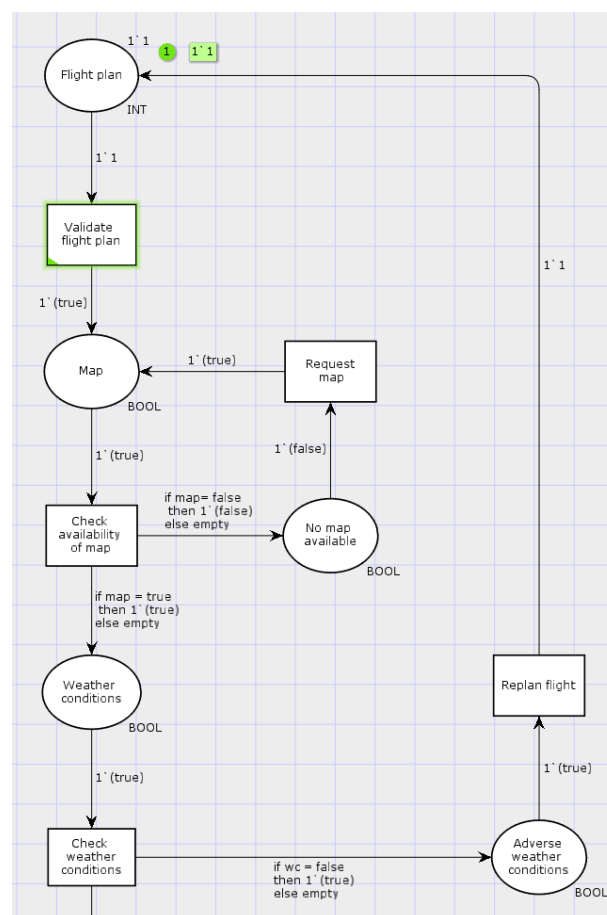 1`1
1
1`1
Flight plan
INT
1`1
Validate
flight plan
1`1
1`(true)
Map
BOOL
1`(true)
Request
map
1`(true)
1`(false)
if map= false
then 1`(false)
else empty
Check
availability
of map
No map
available
BOOL
if map = true
then 1`(true)
else empty
Weather
conditions
BOOL
Replan flight
1`(true)
1`(true)
Check
weather
conditions
if wc = false
then 1`(true)
else empty
Adverse
weather
conditions
BOOL